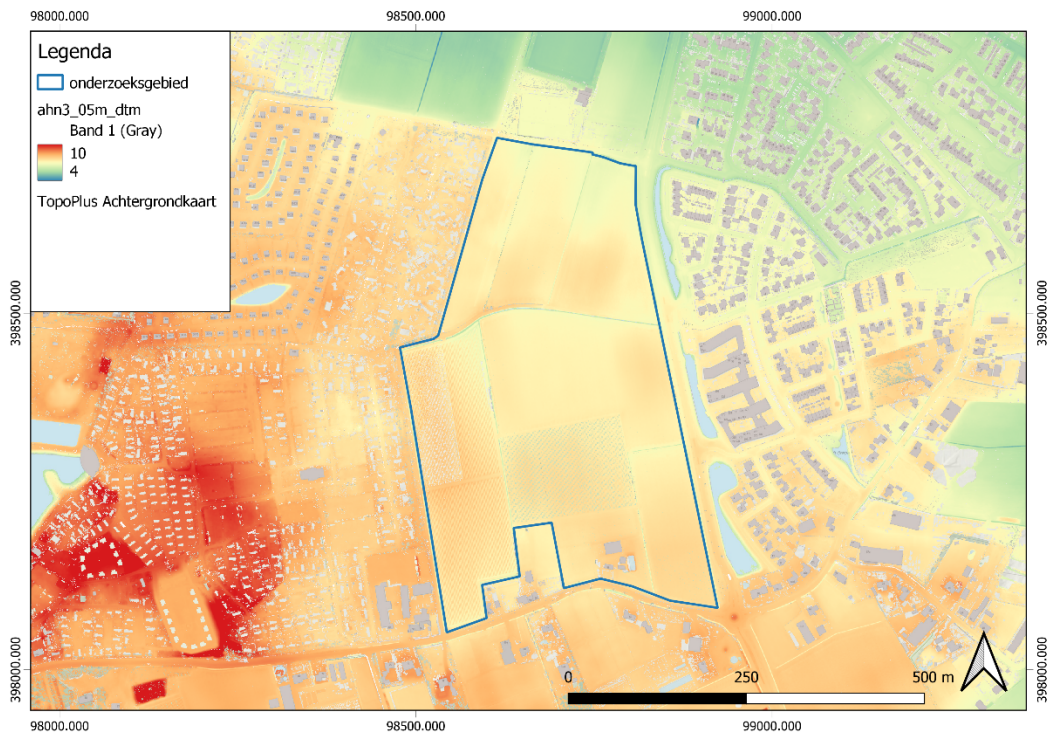 98000.000 98500.000 99000.000
Legenda
onderzoeksgebied
ahn3_05m_dtm
Band 1 (Gray)
10
4
TopoPlus Achtergrondkaart
398500.000 398500.000
398000.000 398000.000
0 250 500 m
98000.000 98500.000 99000.000